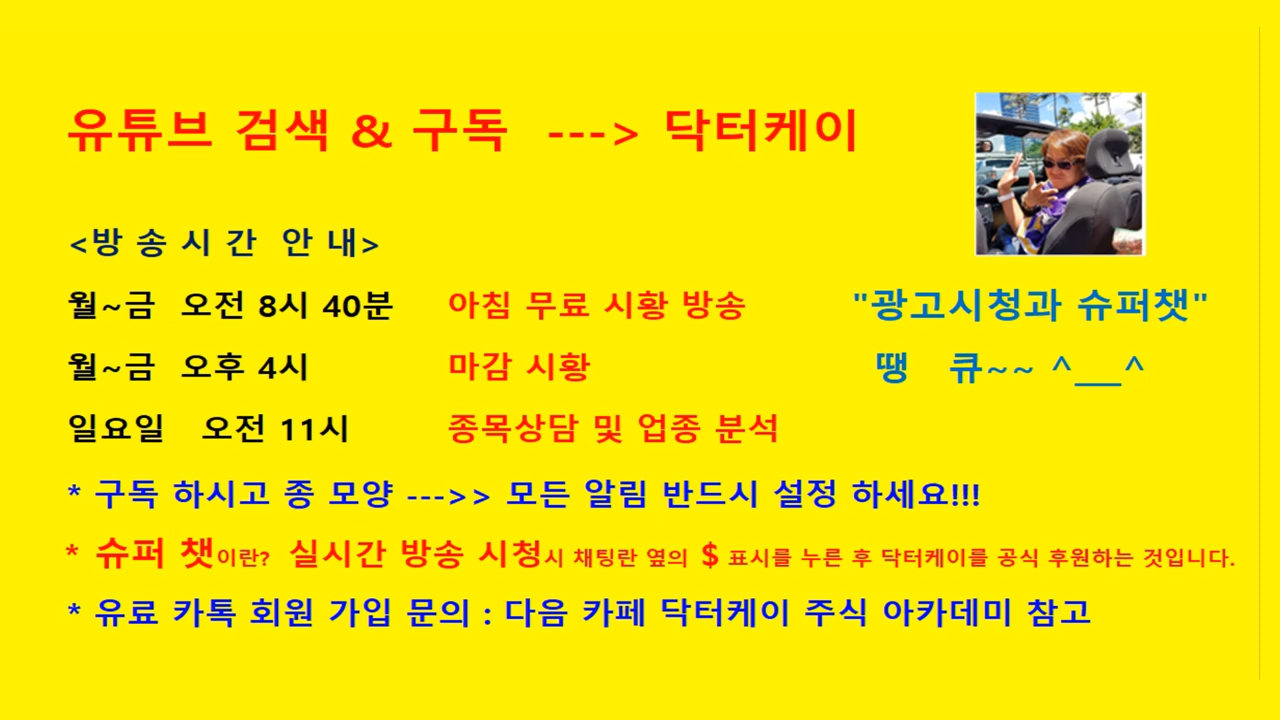 유튜브 검색 & 구독 ---> 닥터케이
<방 송 시 간 안 내>
월~금 오전 8시 40분 아침 무료 시황 방송
"광고시청과 슈퍼챗"
월~금 오후 4시 마감 시황
땡 큐~~ ^__^
일요일 오전 11시 종목상담 및 업종 분석
* 구독 하시고 종 모양 --->> 모든 알림 반드시 설정 하세요!!!
* 슈퍼 챗이란? 실시간 방송 시청시 채팅란 옆의 $ 표시를 누른 후 닥터케이를 공식 후원하는 것입니다.
* 유료 카톡 회원 가입 문의 : 다음 카페 닥터케이 주식 아카데미 참고